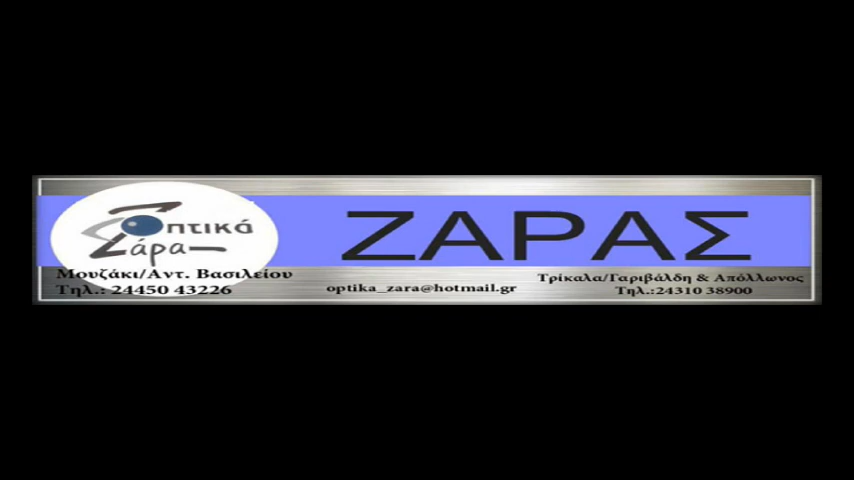 Οπτικά
Ζάρα
ΖΑΡΑΣ
Μουζάκι/Αντ. Βασιλείου
Τηλ.: 24450 43226
optika_zara@hotmail.gr
Τρίκαλα/Γαριβάλδη & Απόλλωνος
Τηλ.:24310 38900